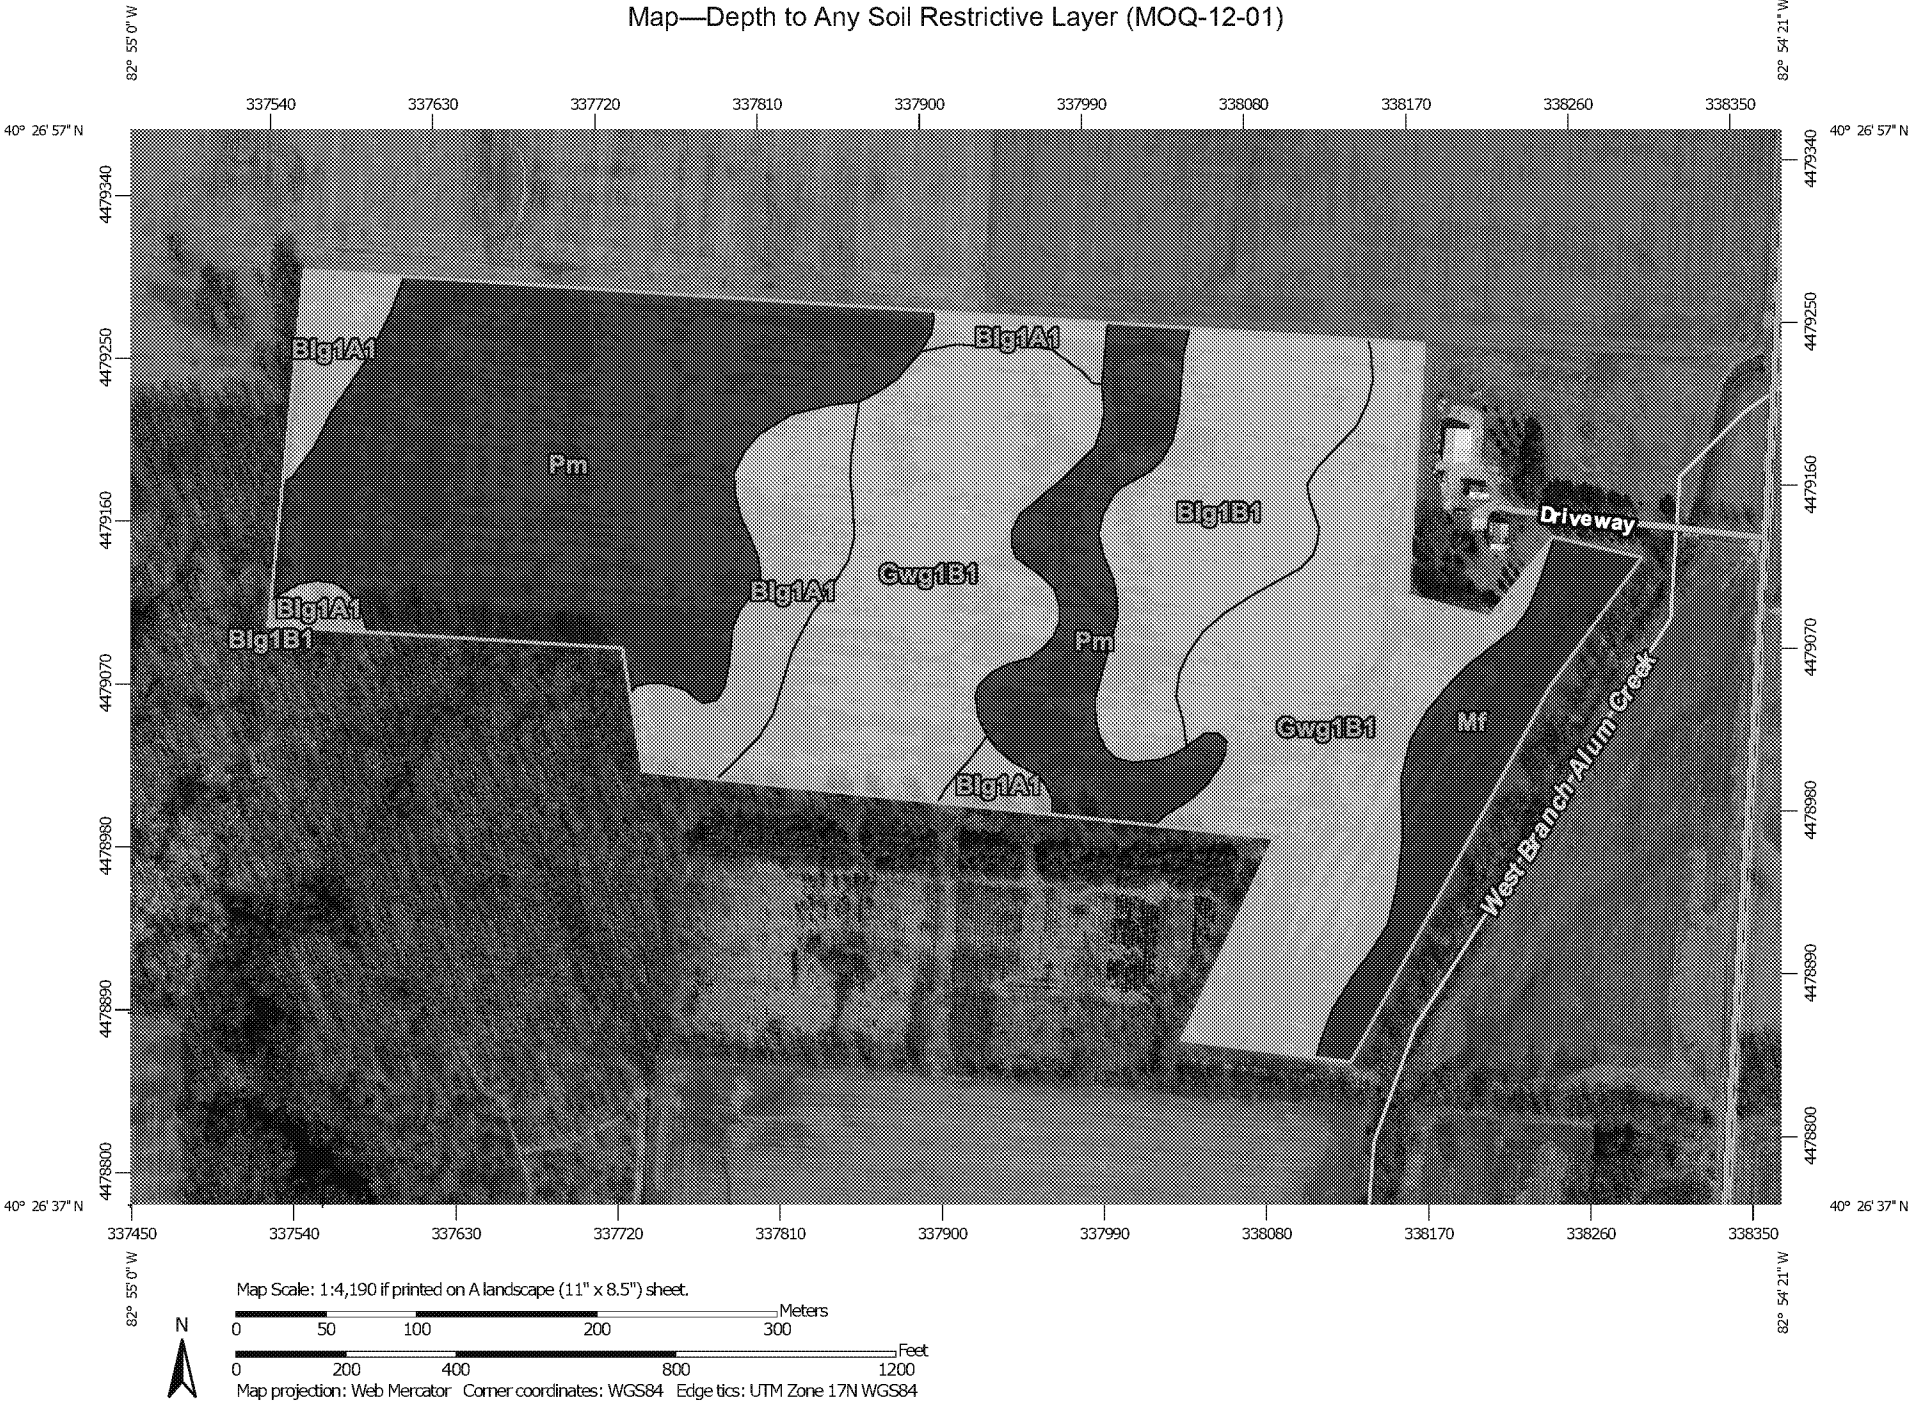 Map—Depth to Any Soil Restrictive Layer (MOQ-12-01)
82° 55' 0" W
82° 54' 21" W
337540 337630 337720 337810 337900 337990 338080 338170 338260 338350
40° 26' 57" N
40° 26' 57" N
4479340
4479340
4479250
4479250
Blg1A1
Blg1A1
Pm
4479160
4479160
Blg1B1
Driveway
Gwg1B1
Blg1A1
Blg1A1
Blg1B1
Pm
4479070
4479070
Gwg1B1
Mf
West Branch Alum Creek
Blg1A1
4478980
4478980
4478890
4478890
4478800
4478800
40° 26' 37" N
40° 26' 37" N
337450 337540 337630 337720 337810 337900 337990 338080 338170 338260 338350
82° 55' 0" W
82° 54' 21" W
Map Scale: 1:4,190 if printed on A landscape (11" x 8.5") sheet.
Meters
0 50 100 200 300
N
Feet
0 200 400 800 1200
Map projection: Web Mercator Corner coordinates: WGS84 Edge tics: UTM Zone 17N WGS84